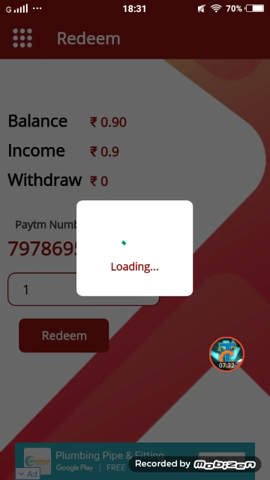 G 18:31 70%
Redeem
Balance ₹ 0.90
Income ₹ 0.9
Withdraw ₹ 0
Paytm Numb
797869
Loading...
1
Redeem
07:32
Plumbing Pipe & Fitting
Google Play | FREE
Ad
Recorded by mobizen